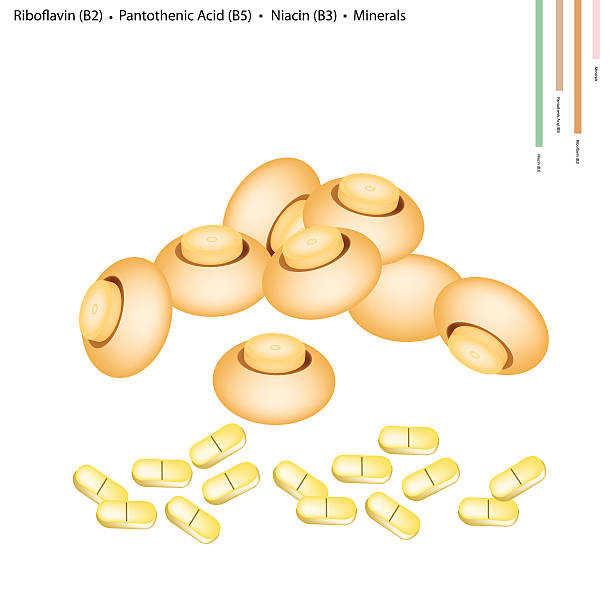 Riboflavin (B2) • Pantothenic Acid (B5) • Niacin (B3) • Minerals
Niacin (B3)
Pantothenic Acid (B5)
Riboflavin (B2)
Minerals